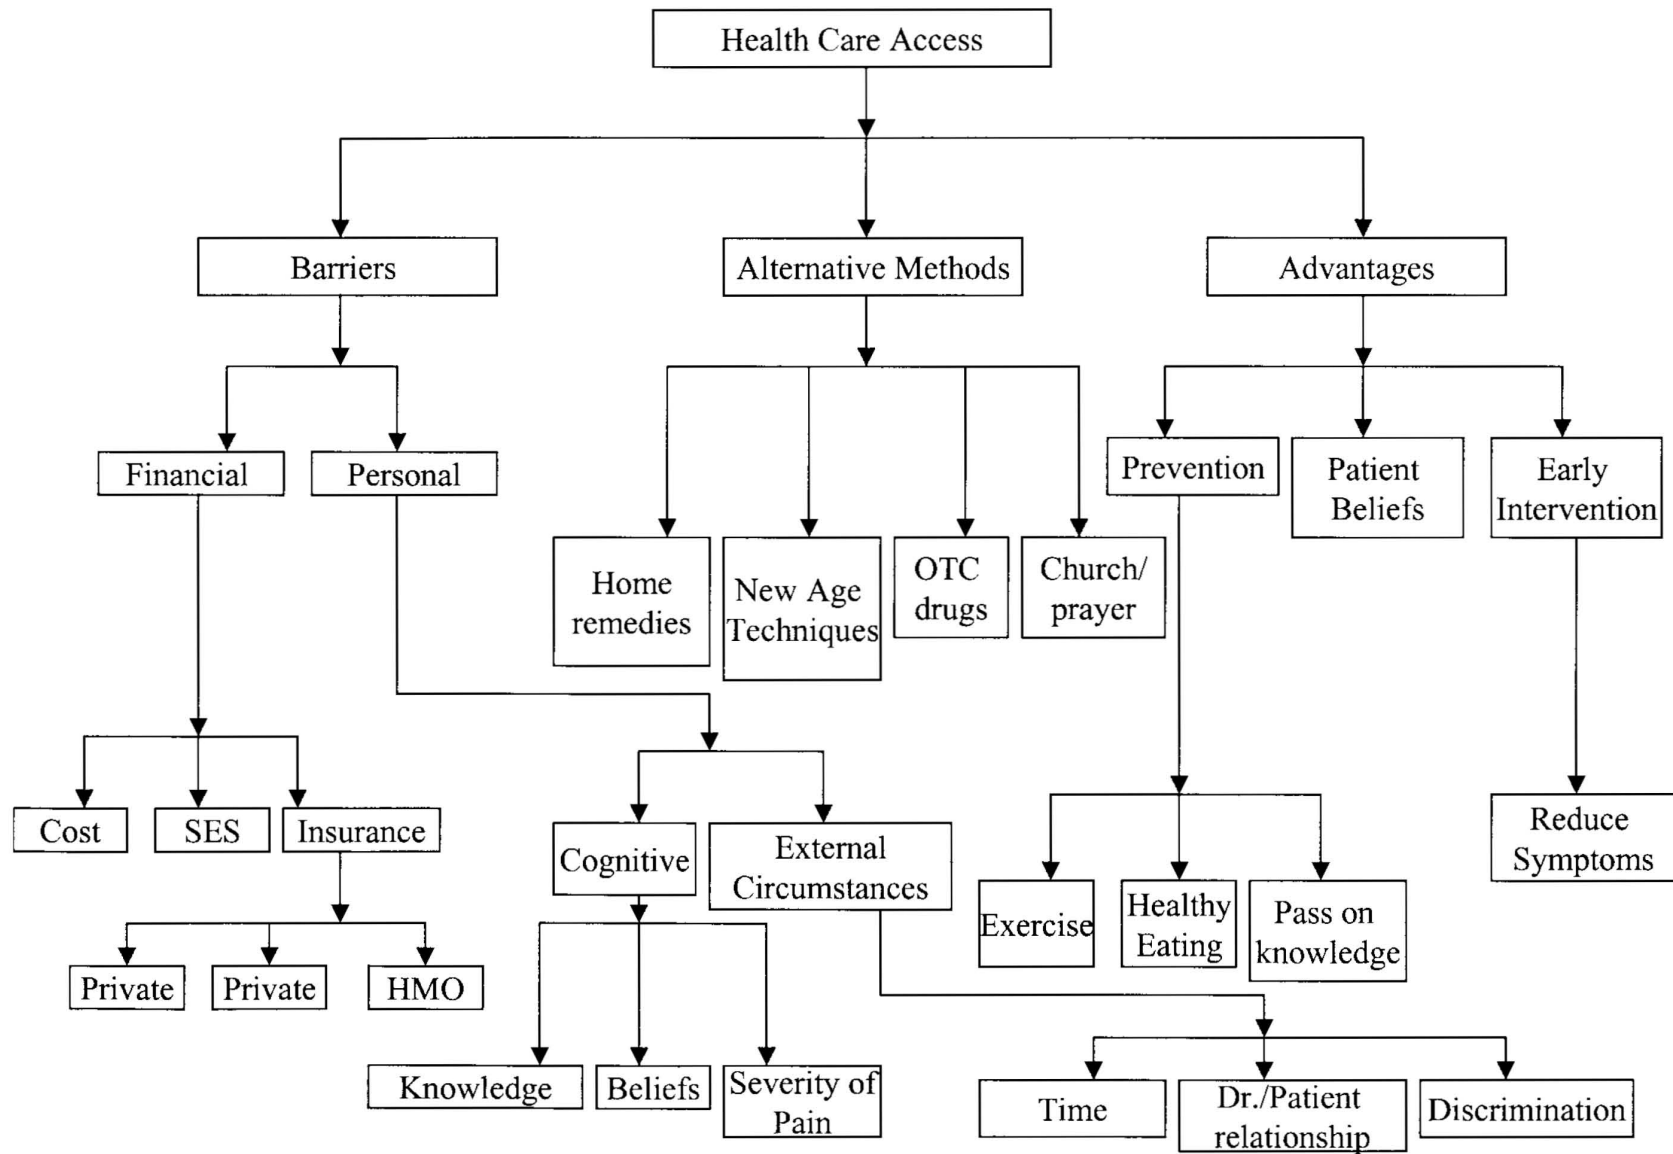 Health Care Access
Barriers
Alternative Methods
Advantages
Financial
Personal
Prevention
Patient
Beliefs
Early
Intervention
Home
remedies
New Age
Techniques
OTC
drugs
Church/
prayer
Cost
SES
Insurance
Cognitive
External
Circumstances
Reduce
Symptoms
Exercise
Healthy
Eating
Pass on
knowledge
Private
Private
HMO
Knowledge
Beliefs
Severity of
Pain
Time
Dr./Patient
relationship
Discrimination